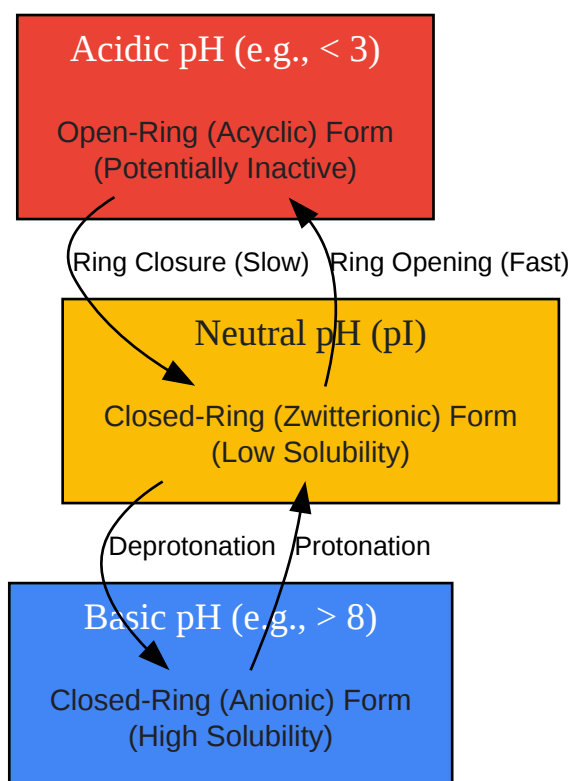 Acidic pH (e.g., < 3)
Open-Ring (Acyclic) Form
(Potentially Inactive)
Ring Closure (Slow)
Ring Opening (Fast)
Neutral pH (pI)
Closed-Ring (Zwitterionic) Form
(Low Solubility)
Deprotonation
Protonation
Basic pH (e.g., > 8)
Closed-Ring (Anionic) Form
(High Solubility)